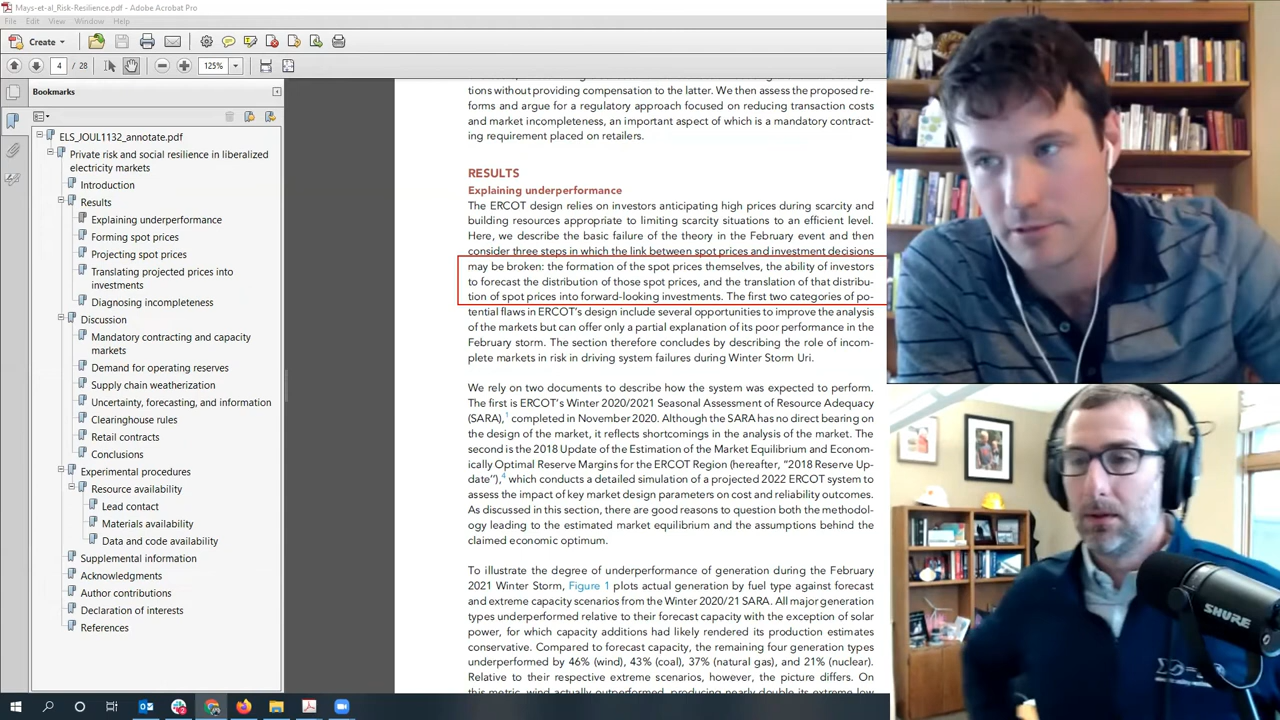 Mays-et-al_Risk-Resilience.pdf - Adobe Acrobat Pro
File Edit View Window Help
Create
4 / 28
125%
Bookmarks
ELS_JOUL1132_annotate.pdf
Private risk and social resilience in liberalized
electricity markets
Introduction
Results
Explaining underperformance
Forming spot prices
Projecting spot prices
Translating projected prices into
investments
Diagnosing incompleteness
Discussion
Mandatory contracting and capacity
markets
Demand for operating reserves
Supply chain weatherization
Uncertainty, forecasting, and information
Clearinghouse rules
Retail contracts
Conclusions
Experimental procedures
Resource availability
Lead contact
Materials availability
Data and code availability
Supplemental information
Acknowledgments
Author contributions
Declaration of interests
References
tions without providing compensation to the latter. We then assess the proposed re-
forms and argue for a regulatory approach focused on reducing transaction costs
and market incompleteness, an important aspect of which is a mandatory contract-
ing requirement placed on retailers.
RESULTS
Explaining underperformance
The ERCOT design relies on investors anticipating high prices during scarcity and
building resources appropriate to limiting scarcity situations to an efficient level.
Here, we describe the basic failure of the theory in the February event and then
consider three steps in which the link between spot prices and investment decisions
may be broken: the formation of the spot prices themselves, the ability of investors
to forecast the distribution of those spot prices, and the translation of that distribu-
tion of spot prices into forward-looking investments. The first two categories of po-
tential flaws in ERCOT's design include several opportunities to improve the analysis
of the markets but can offer only a partial explanation of its poor performance in the
February storm. The section therefore concludes by describing the role of incom-
plete markets in risk in driving system failures during Winter Storm Uri.
We rely on two documents to describe how the system was expected to perform.
The first is ERCOT's Winter 2020/2021 Seasonal Assessment of Resource Adequacy
(SARA),1 completed in November 2020. Although the SARA has no direct bearing on
the design of the market, it reflects shortcomings in the analysis of the market. The
second is the 2018 Update of the Estimation of the Market Equilibrium and Econom-
ically Optimal Reserve Margins for the ERCOT Region (hereafter, "2018 Reserve Up-
date"),4 which conducts a detailed simulation of a projected 2022 ERCOT system to
assess the impact of key market design parameters on cost and reliability outcomes.
As discussed in this section, there are good reasons to question both the methodol-
ogy leading to the estimated market equilibrium and the assumptions behind the
claimed economic optimum.
To illustrate the degree of underperformance of generation during the February
2021 Winter Storm, Figure 1 plots actual generation by fuel type against forecast
and extreme capacity scenarios from the Winter 2020/21 SARA. All major generation
types underperformed relative to their forecast capacity with the exception of solar
power, for which capacity additions had likely rendered its production estimates
conservative. Compared to forecast capacity, the remaining four generation types
underperformed by 46% (wind), 43% (coal), 37% (natural gas), and 21% (nuclear).
Relative to their respective extreme scenarios, however, the picture differs. On
this metric, wind actually outperformed, producing nearly double its extreme low
SHURE